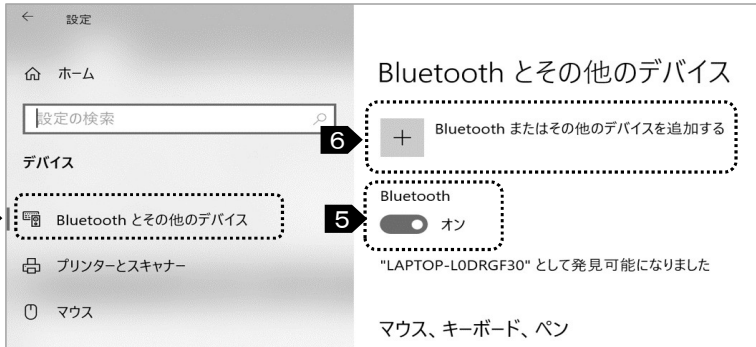 ← 設定
ホーム
設定の検索
デバイス
Bluetooth とその他のデバイス
プリンターとスキャナー
マウス
Bluetooth とその他のデバイス
6
+ Bluetooth またはその他のデバイスを追加する
Bluetooth
5
オン
"LAPTOP-L0DRGF30" として発見可能になりました
マウス、キーボード、ペン